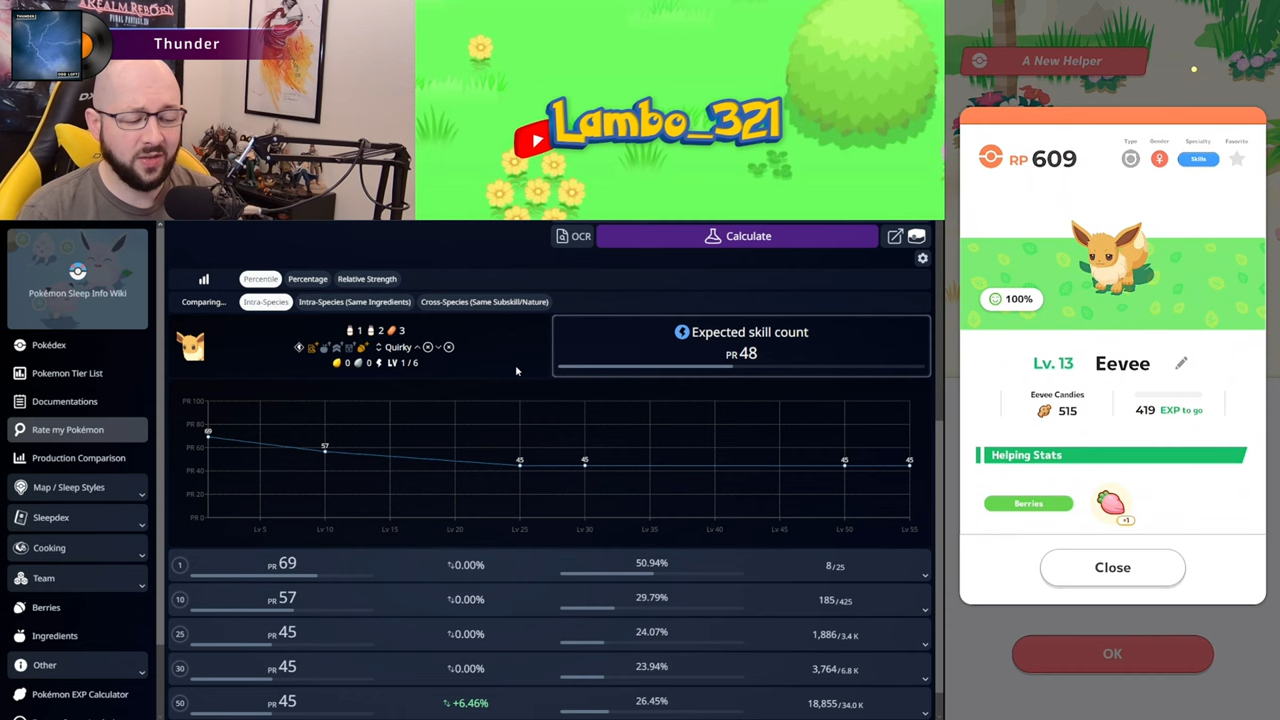 A REALM REBORN
FINAL FANTASY XIV
THUNDER
Thunder
Lambo_321
A New Helper
RP 609
Type
Gender
Specialty
Favorite
Skills
100%
Lv. 13 Eevee
Eevee Candies
515
419 EXP to go
Helping Stats
Berries
×1
Close
OK
Pokémon Sleep Info Wiki
Pokédex
Pokémon Tier List
Documentations
Rate my Pokémon
Production Comparison
Map / Sleep Styles
Sleepdex
Cooking
Team
Berries
Ingredients
Other
Pokémon EXP Calculator
OCR
Calculate
Percentile
Percentage
Relative Strength
Comparing...
Intra-Species
Intra-Species (Same Ingredients)
Cross-Species (Same Subskill/Nature)
1 2 3
Quirky
0 0 LV 1 / 6
Expected skill count
PR 48
PR 100
PR 80
PR 60
PR 40
PR 20
PR 0
69
57
45
45
45
45
Lv 5
Lv 10
Lv 15
Lv 20
Lv 25
Lv 30
Lv 35
Lv 40
Lv 45
Lv 50
Lv 55
1 PR 69 0.00% 50.94% 8/25
10 PR 57 0.00% 29.79% 185/425
25 PR 45 0.00% 24.07% 1,886/3.4 K
30 PR 45 0.00% 23.94% 3,764/6.8 K
50 PR 45 +6.46% 26.45% 18,855/34.0 K